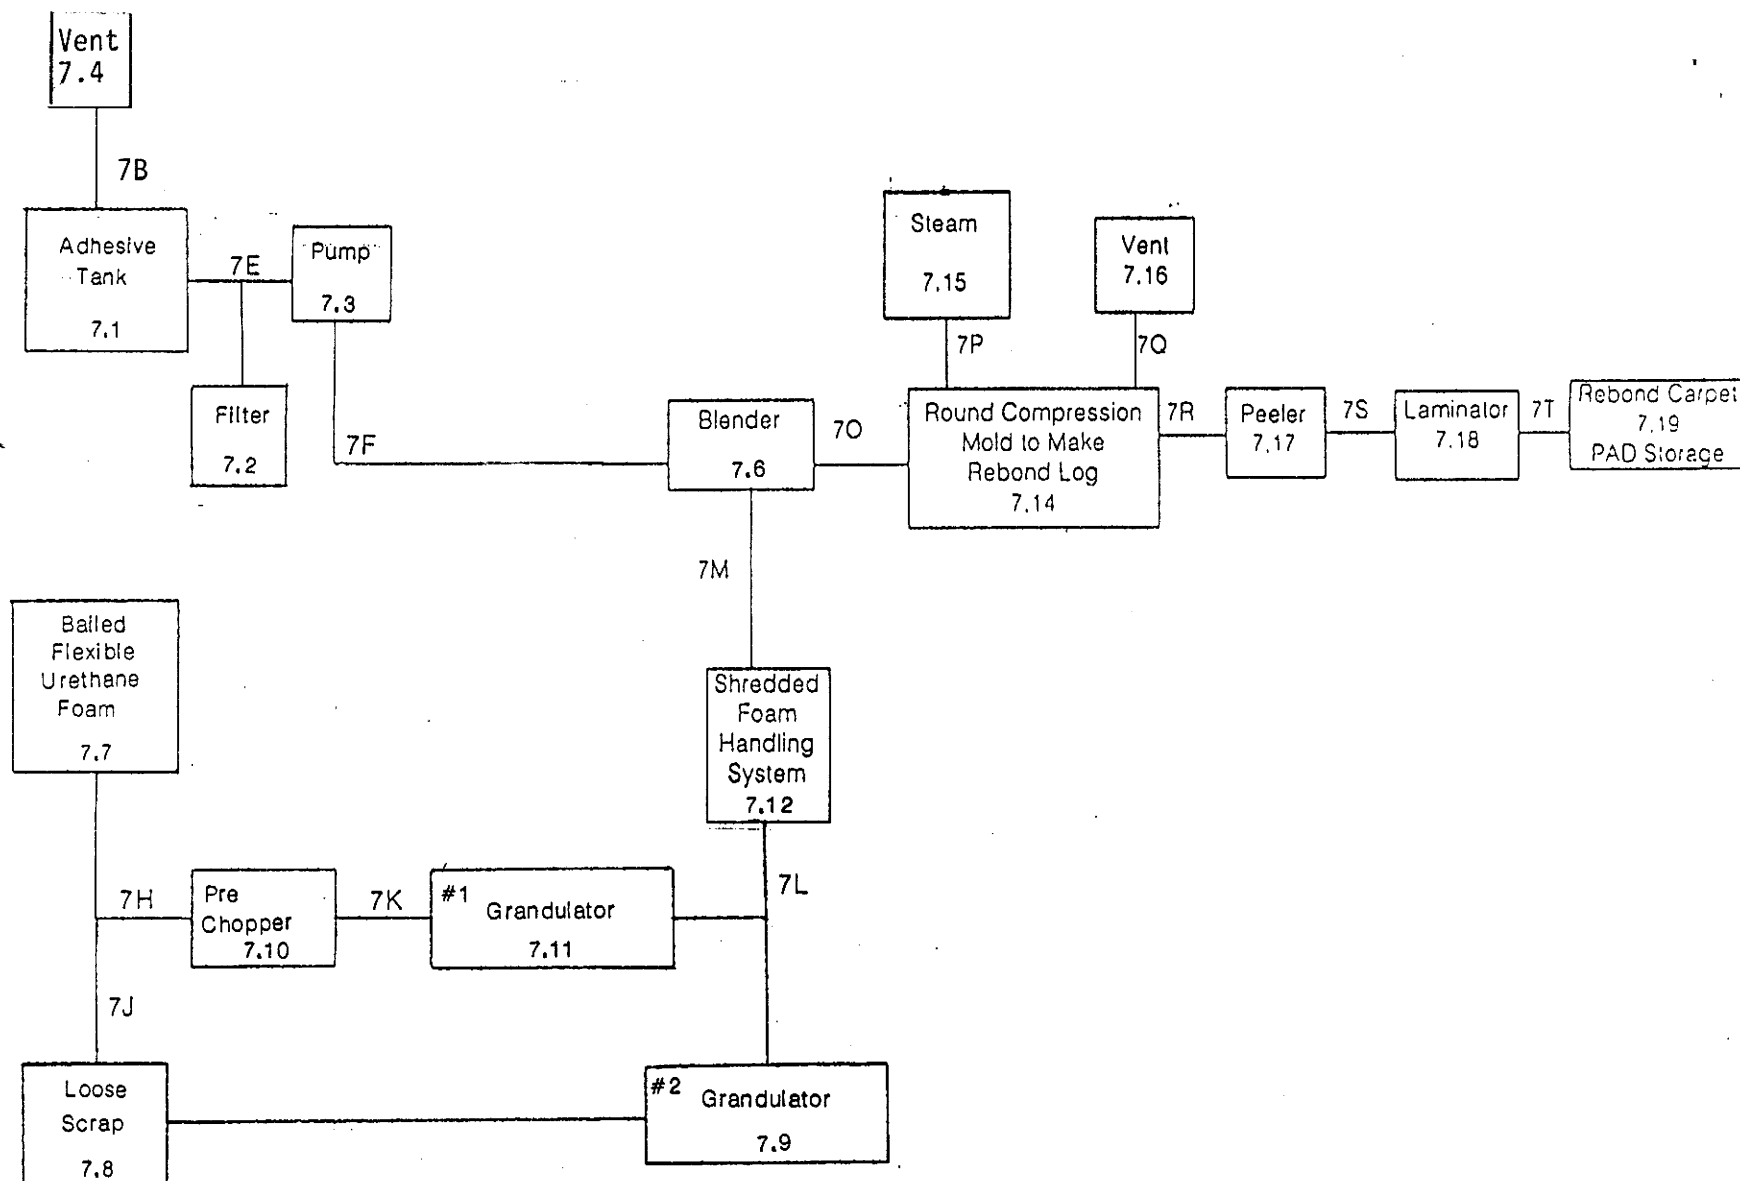 Vent
7.4
7B
Adhesive
Tank
7.1
7E
Pump
7.3
Filter
7.2
7F
Blender
7.6
7O
Steam
7.15
7P
Vent
7.16
7Q
Round Compression
Mold to Make
Rebond Log
7.14
7R
Peeler
7.17
7S
Laminator
7.18
7T
Rebond Carpet
7.19
PAD Storage
7M
Bailed
Flexible
Urethane
Foam
7.7
Shredded
Foam
Handling
System
7.12
7L
7H
Pre
Chopper
7.10
7K
#1
Grandulator
7.11
7J
Loose
Scrap
7.8
#2
Grandulator
7.9